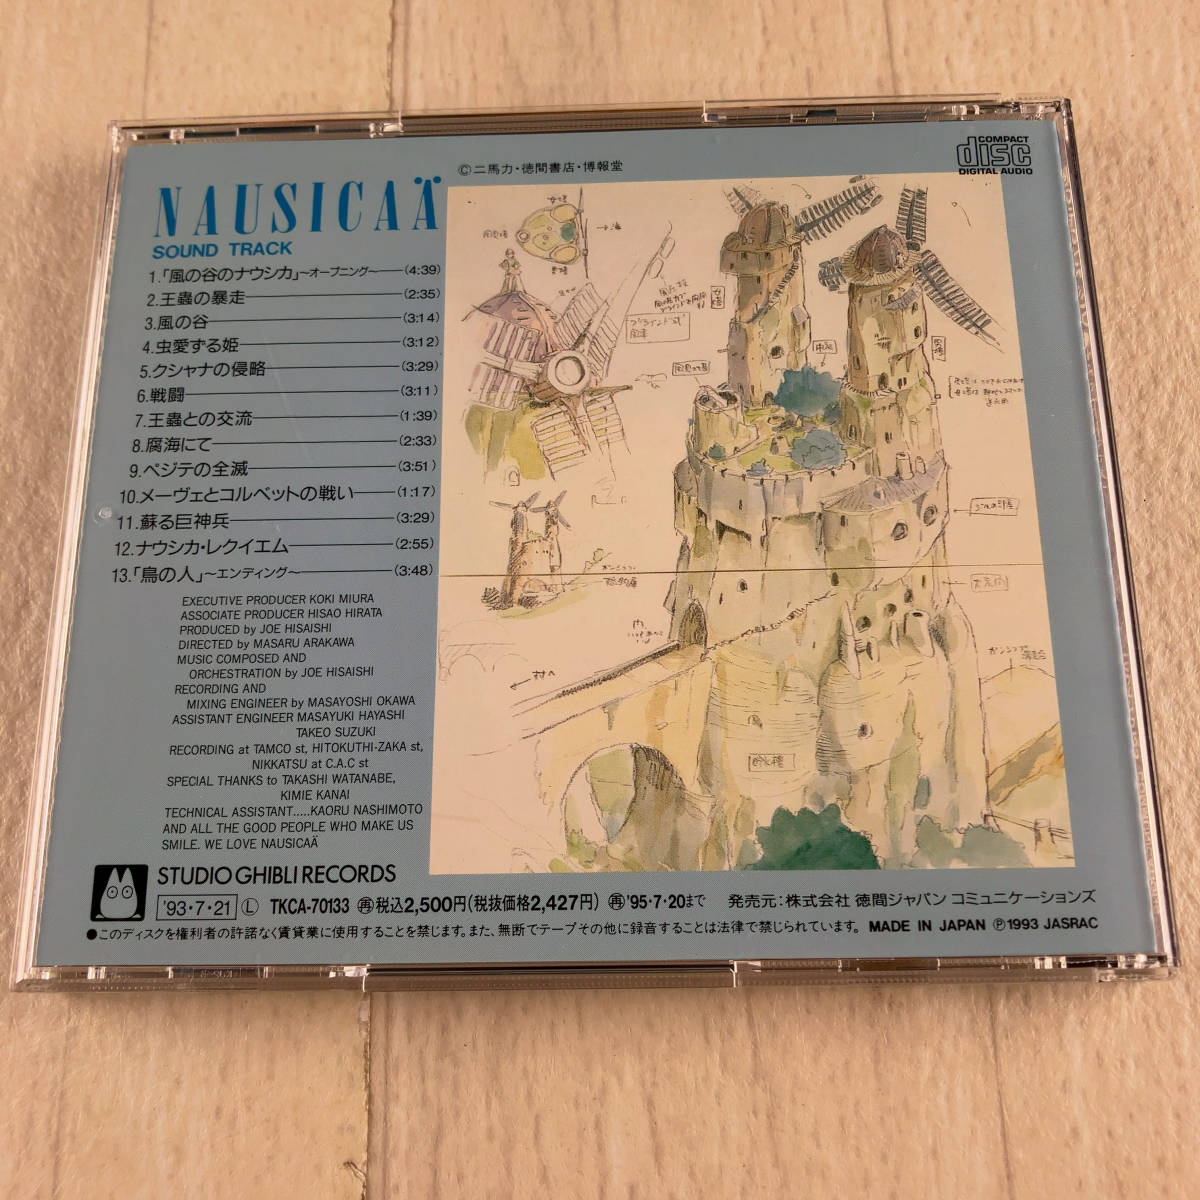 ©二馬力・徳間書店・博報堂
COMPACT
disc
DIGITAL AUDIO
NAUSICAÄ
SOUND TRACK
1.「風の谷のナウシカ」〜オープニング〜 (4:39)
2.王蟲の暴走 (2:35)
3.風の谷 (3:14)
4.虫愛ずる姫 (3:12)
5.クシャナの侵略 (3:29)
6.戦闘 (3:11)
7.王蟲との交流 (1:39)
8.腐海にて (2:33)
9.ペジテの全滅 (3:51)
10.メーヴェとコルベットの戦い (1:17)
11.蘇る巨神兵 (3:29)
12.ナウシカ・レクイエム (2:55)
13.「鳥の人」〜エンディング〜 (3:48)
EXECUTIVE PRODUCER KOKI MIURA
ASSOCIATE PRODUCER HISAO HIRATA
PRODUCED by JOE HISAISHI
DIRECTED by MASARU ARAKAWA
MUSIC COMPOSED AND
ORCHESTRATION by JOE HISAISHI
RECORDING AND
MIXING ENGINEER by MASAYOSHI OKAWA
ASSISTANT ENGINEER MASAYUKI HAYASHI
TAKEO SUZUKI
RECORDING at TAMCO st, HITOKUTHI-ZAKA st,
NIKKATSU at C.A.C st
SPECIAL THANKS to TAKASHI WATANABE,
KIMIE KANAI
TECHNICAL ASSISTANT.....KAORU NASHIMOTO
AND ALL THE GOOD PEOPLE WHO MAKE US
SMILE. WE LOVE NAUSICAÄ
→海
村へ
STUDIO GHIBLI RECORDS
'93・7・21 Ⓛ TKCA-70133 ㊢税込2,500円(税抜価格2,427円) ㊢'95・7・20まで 発売元:株式会社 徳間ジャパン コミュニケーションズ
●このディスクを権利者の許諾なく賃貸業に使用することを禁じます。また、無断でテープその他に録音することは法律で禁じられています。 MADE IN JAPAN ℗1993 JASRAC